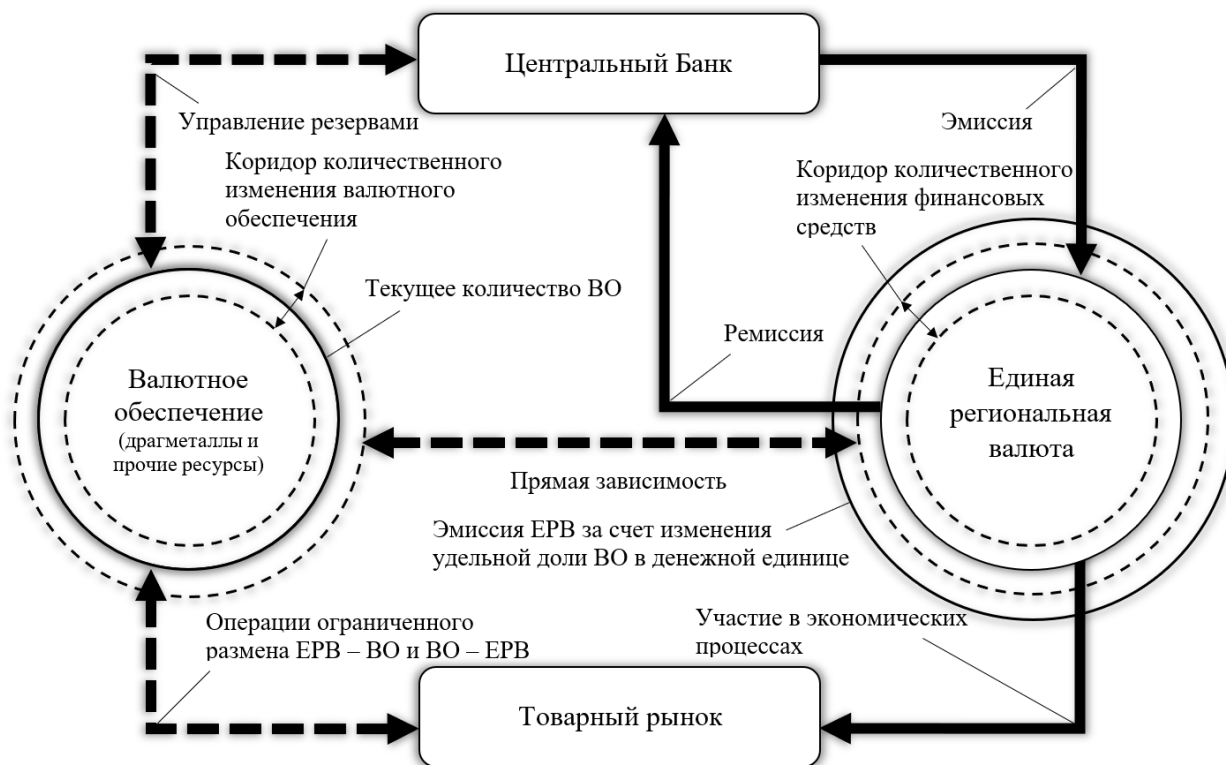 Центральный Банк
Управление резервами
Эмиссия
Коридор количественного
изменения валютного
обеспечения
Коридор количественного
изменения финансовых
средств
Текущее количество ВО
Ремиссия
Валютное
обеспечение
(драгметаллы и
прочие ресурсы)
Единая
региональная
валюта
Прямая зависимость
Эмиссия ЕРВ за счет изменения
удельной доли ВО в денежной единице
Операции ограниченного
размена ЕРВ – ВО и ВО – ЕРВ
Участие в экономических
процессах
Товарный рынок